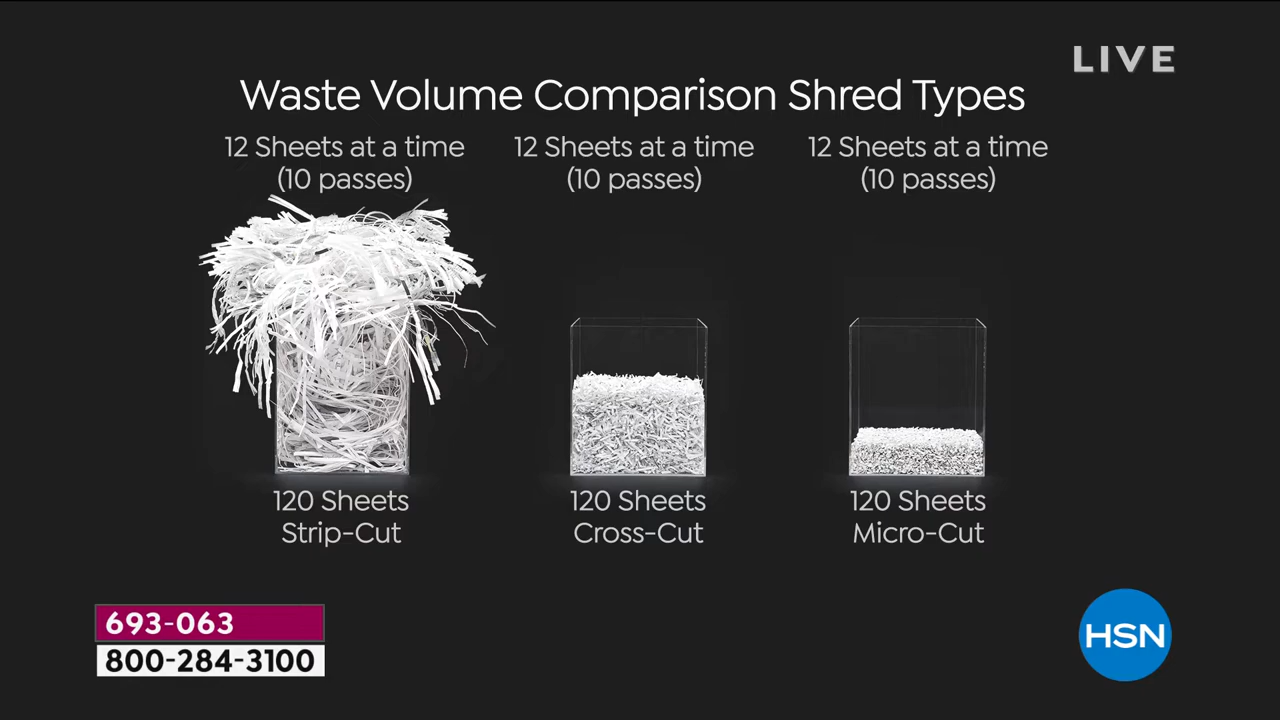 LIVE
Waste Volume Comparison Shred Types
12 Sheets at a time
(10 passes)
12 Sheets at a time
(10 passes)
12 Sheets at a time
(10 passes)
120 Sheets
Strip-Cut
120 Sheets
Cross-Cut
120 Sheets
Micro-Cut
693-063
800-284-3100
HSN